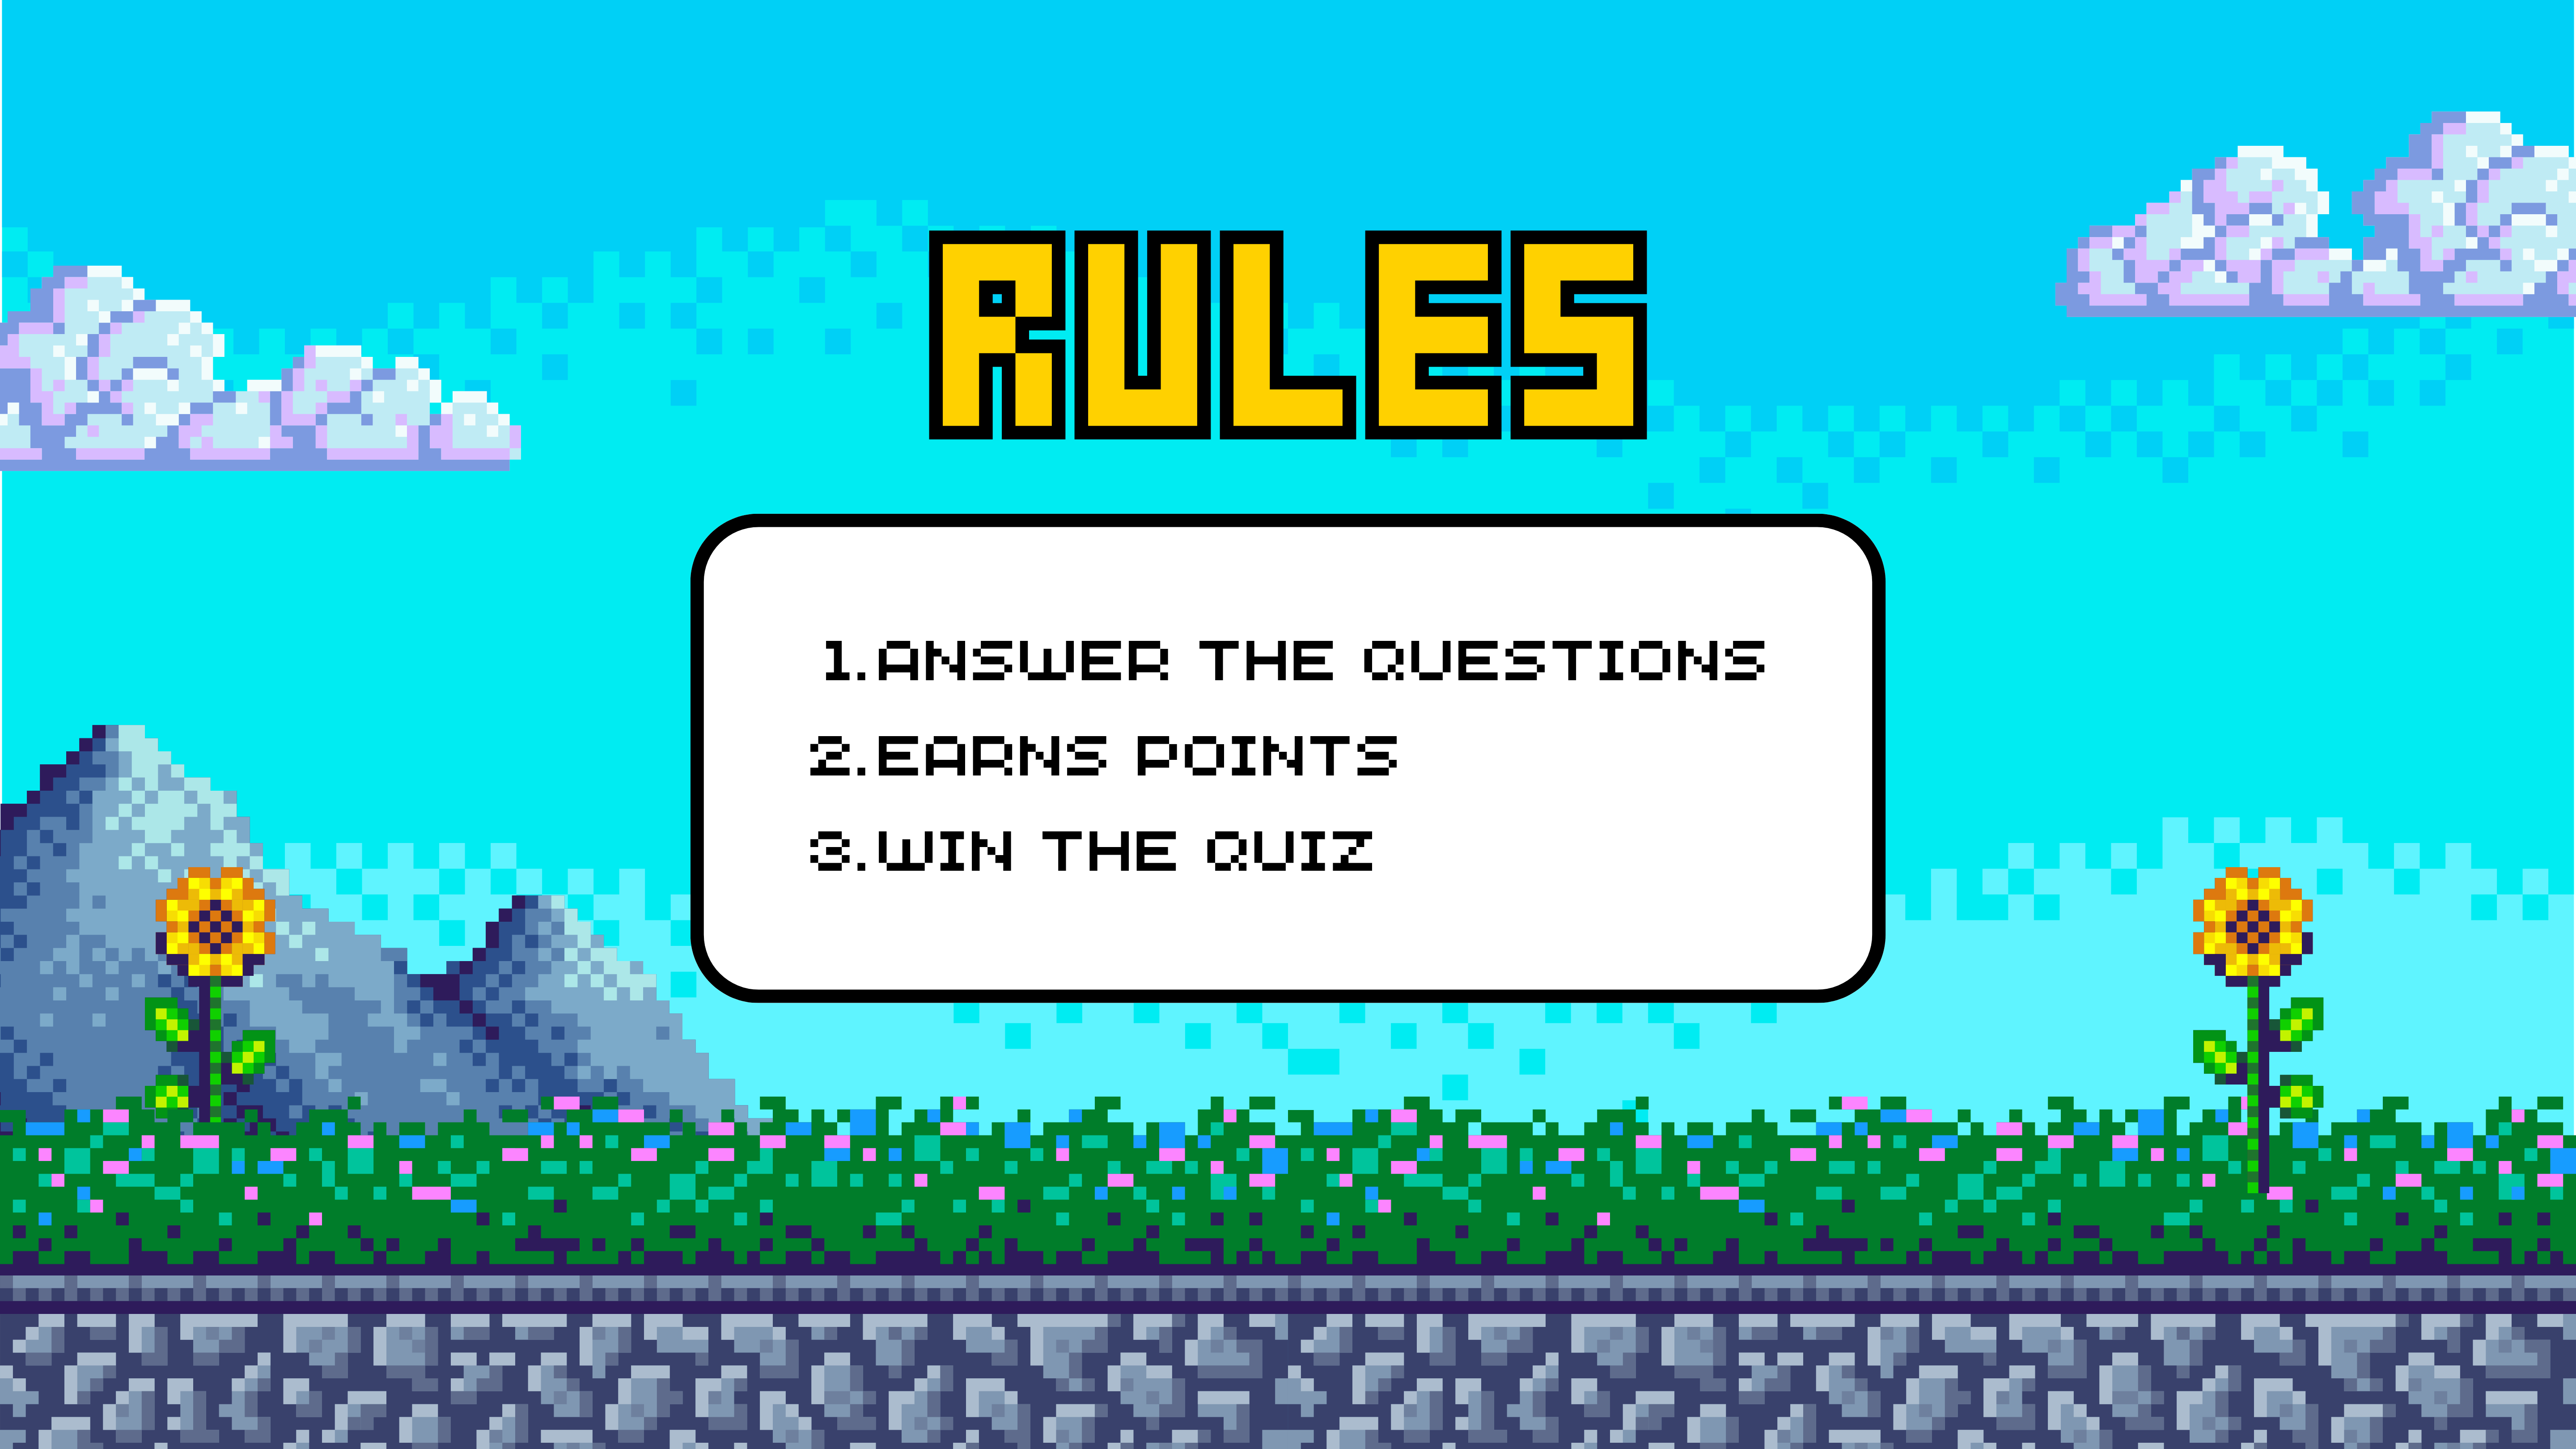 RULES
1.ANSWER THE QUESTIONS
2.EARNS POINTS
3.WIN THE QUIZ